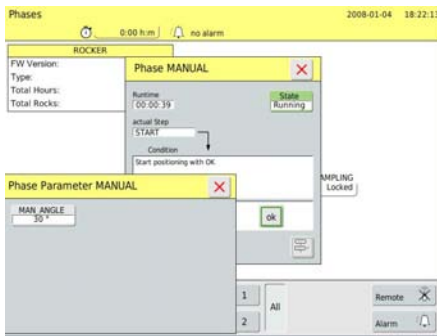 Phases
2008-01-04 18:22:13
0:00 h:m
no alarm
ROCKER
FW Version:
Type:
Total Hours:
Total Rocks:
Phase MANUAL
Runtime
00:00:39
State
Running
actual Step
START
Condition
Start positioning with OK
AMPLING
Locked
Phase Parameter MANUAL
MAN_ANGLE
30 °
ok
1
2
All
Remote
Alarm